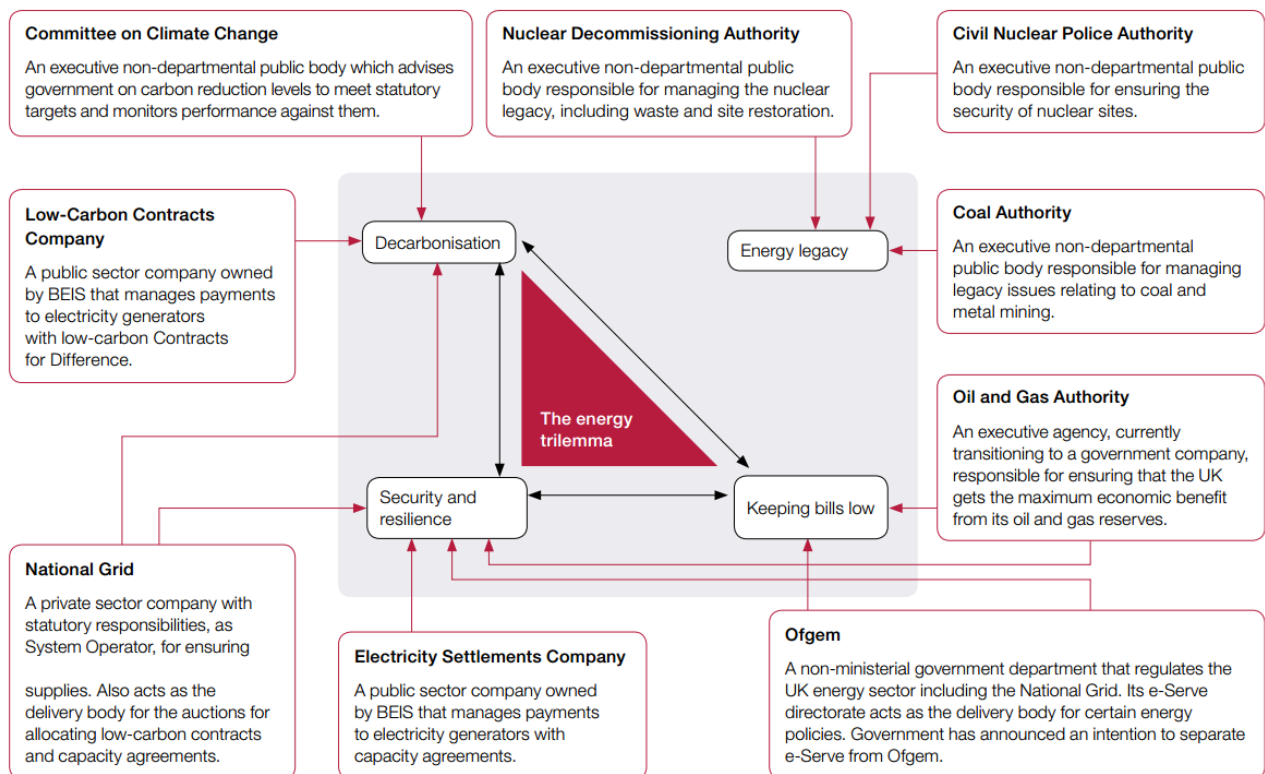 Committee on Climate Change
An executive non-departmental public body which advises
government on carbon reduction levels to meet statutory
targets and monitors performance against them.
Nuclear Decommissioning Authority
An executive non-departmental public
body responsible for managing the nuclear
legacy, including waste and site restoration.
Civil Nuclear Police Authority
An executive non-departmental public
body responsible for ensuring the
security of nuclear sites.
Low-Carbon Contracts
Company
A public sector company owned
by BEIS that manages payments
to electricity generators
with low-carbon Contracts
for Difference.
Decarbonisation
Energy legacy
Coal Authority
An executive non-departmental
public body responsible for managing
legacy issues relating to coal and
metal mining.
The energy
trilemma
Security and
resilience
Keeping bills low
Oil and Gas Authority
An executive agency, currently
transitioning to a government company,
responsible for ensuring that the UK
gets the maximum economic benefit
from its oil and gas reserves.
National Grid
A private sector company with
statutory responsibilities, as
System Operator, for ensuring
supplies. Also acts as the
delivery body for the auctions for
allocating low-carbon contracts
and capacity agreements.
Electricity Settlements Company
A public sector company owned
by BEIS that manages payments
to electricity generators with
capacity agreements.
Ofgem
A non-ministerial government department that regulates the
UK energy sector including the National Grid. Its e-Serve
directorate acts as the delivery body for certain energy
policies. Government has announced an intention to separate
e-Serve from Ofgem.